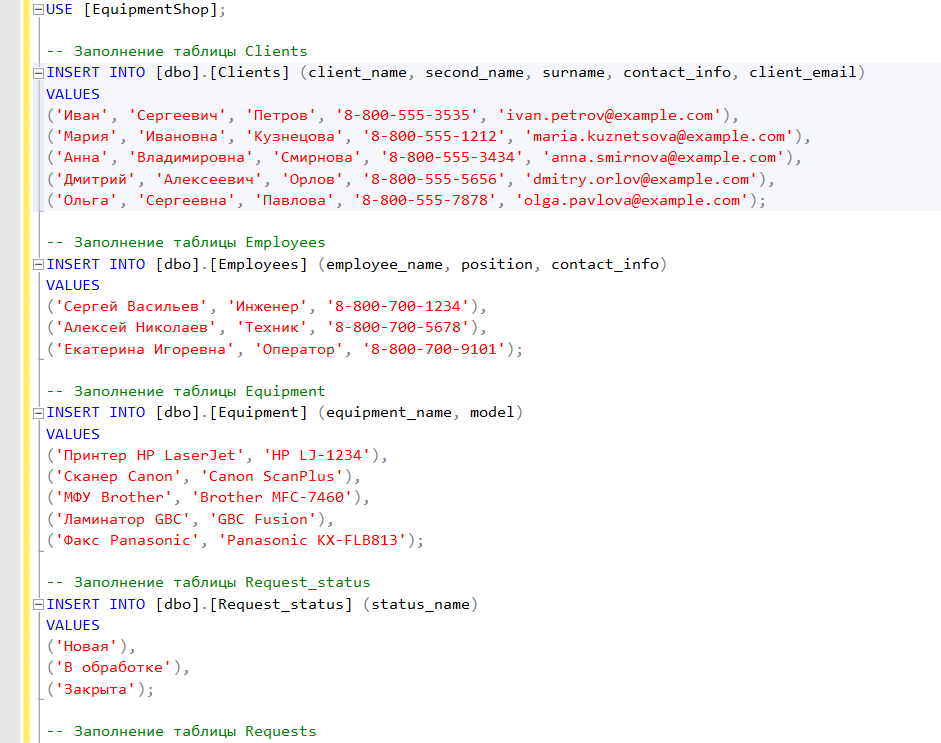 USE [EquipmentShop];
-- Заполнение таблицы Clients
INSERT INTO [dbo].[Clients] (client_name, second_name, surname, contact_info, client_email)
VALUES
('Иван', 'Сергеевич', 'Петров', '8-800-555-3535', 'ivan.petrov@example.com'),
('Мария', 'Ивановна', 'Кузнецова', '8-800-555-1212', 'maria.kuznetsova@example.com'),
('Анна', 'Владимировна', 'Смирнова', '8-800-555-3434', 'anna.smirnova@example.com'),
('Дмитрий', 'Алексеевич', 'Орлов', '8-800-555-5656', 'dmitry.orlov@example.com'),
('Ольга', 'Сергеевна', 'Павлова', '8-800-555-7878', 'olga.pavlova@example.com');
-- Заполнение таблицы Employees
INSERT INTO [dbo].[Employees] (employee_name, position, contact_info)
VALUES
('Сергей Васильев', 'Инженер', '8-800-700-1234'),
('Алексей Николаев', 'Техник', '8-800-700-5678'),
('Екатерина Игоревна', 'Оператор', '8-800-700-9101');
-- Заполнение таблицы Equipment
INSERT INTO [dbo].[Equipment] (equipment_name, model)
VALUES
('Принтер HP LaserJet', 'HP LJ-1234'),
('Сканер Canon', 'Canon ScanPlus'),
('МФУ Brother', 'Brother MFC-7460'),
('Ламинатор GBC', 'GBC Fusion'),
('Факс Panasonic', 'Panasonic KX-FLB813');
-- Заполнение таблицы Request_status
INSERT INTO [dbo].[Request_status] (status_name)
VALUES
('Новая'),
('В обработке'),
('Закрыта');
-- Заполнение таблицы Requests